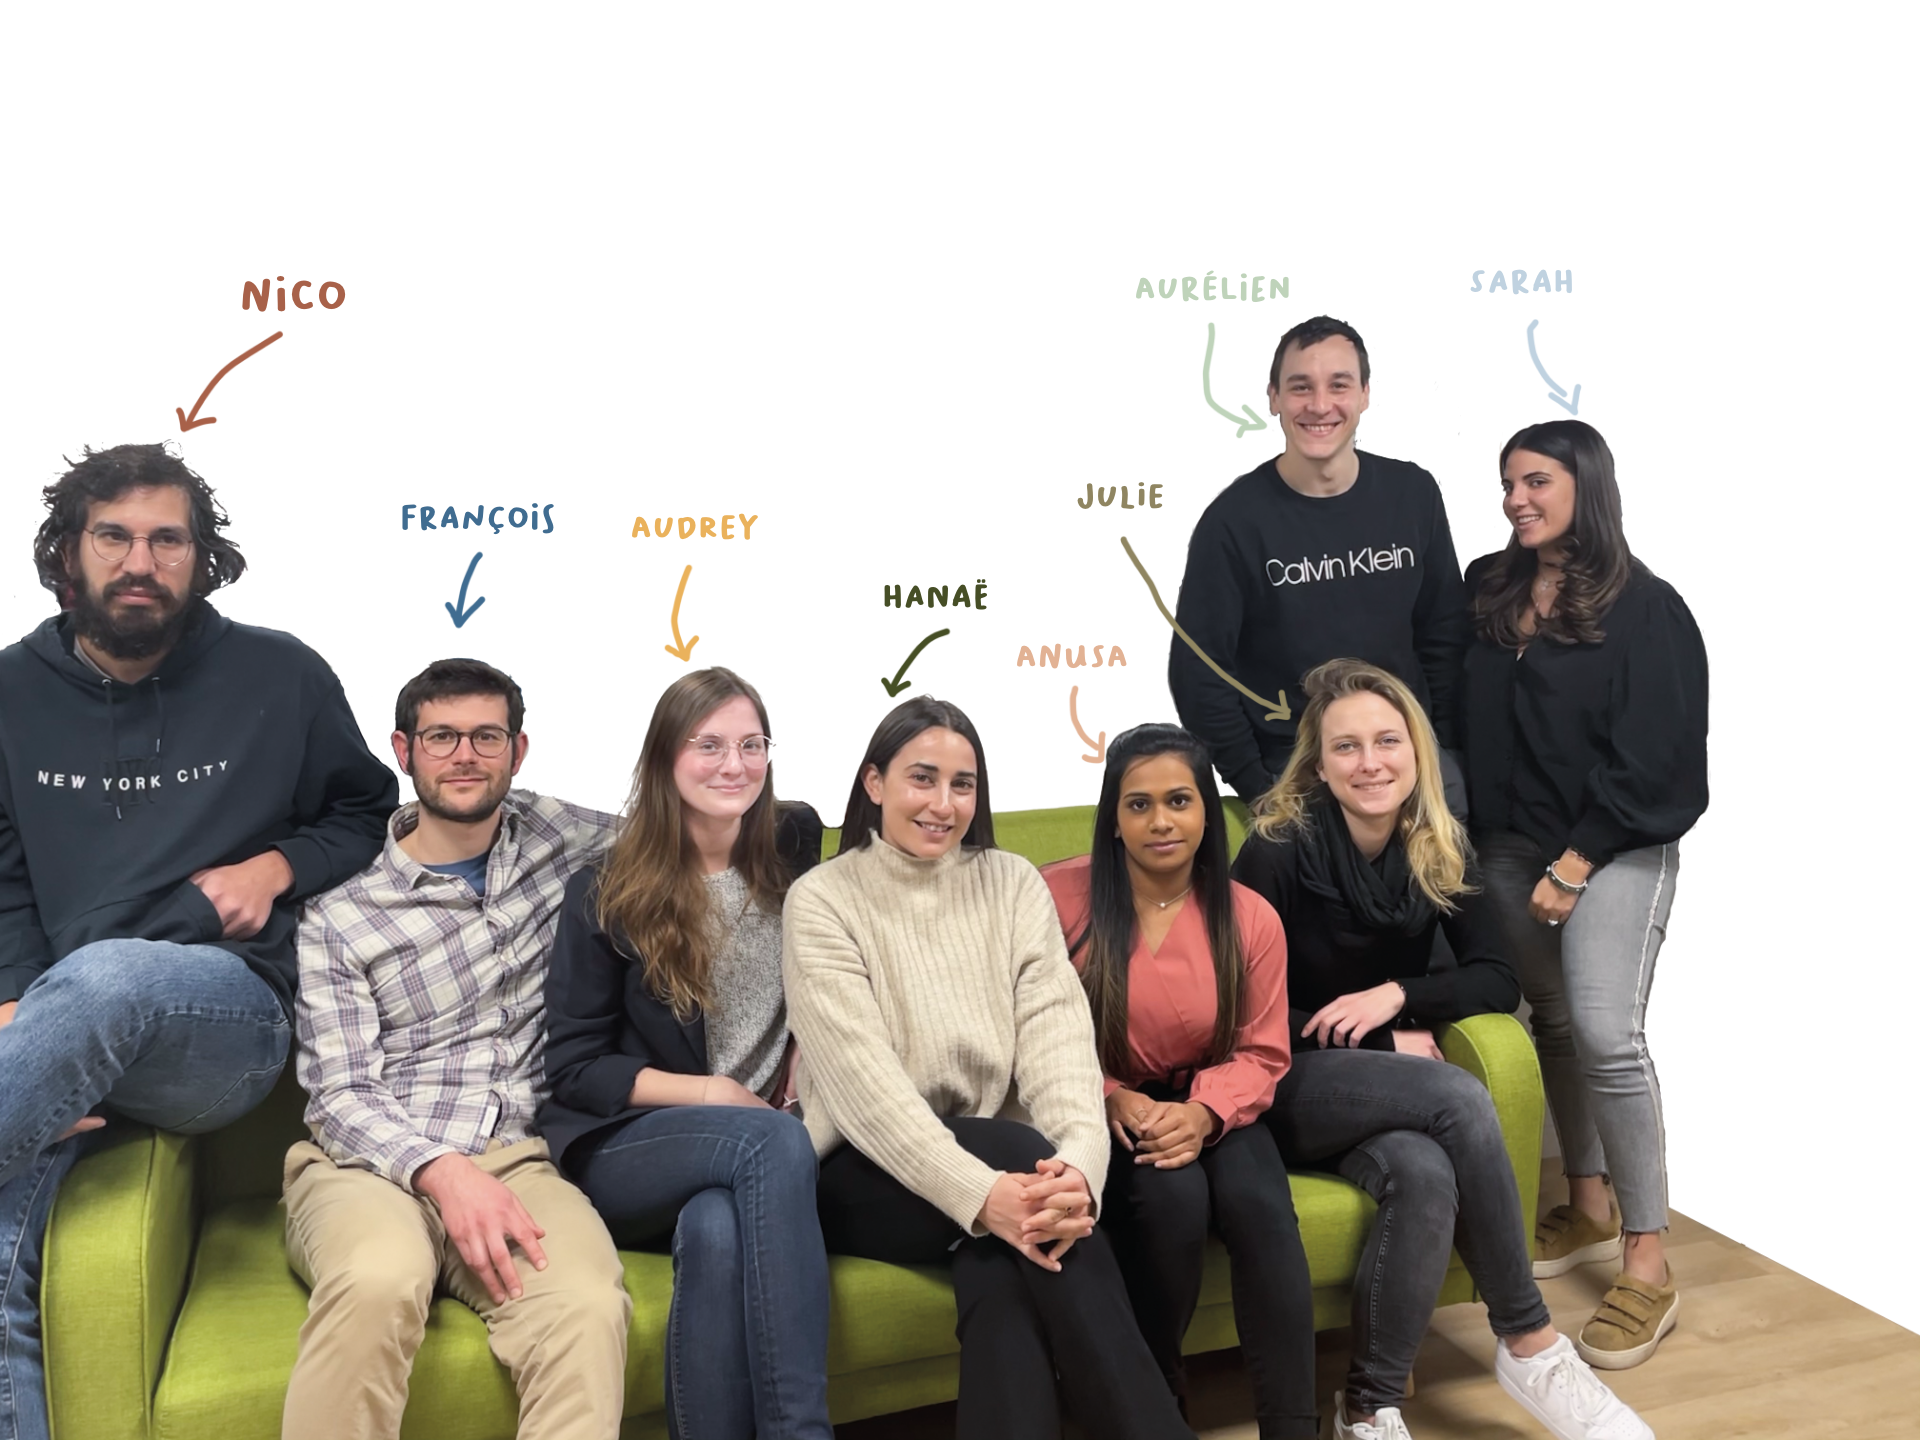 NiCO
AURÉLiEN
SARAH
FRANÇOiS
AUDREY
JULiE
HANAË
ANUSA
Calvin Klein
NEW YORK CITY